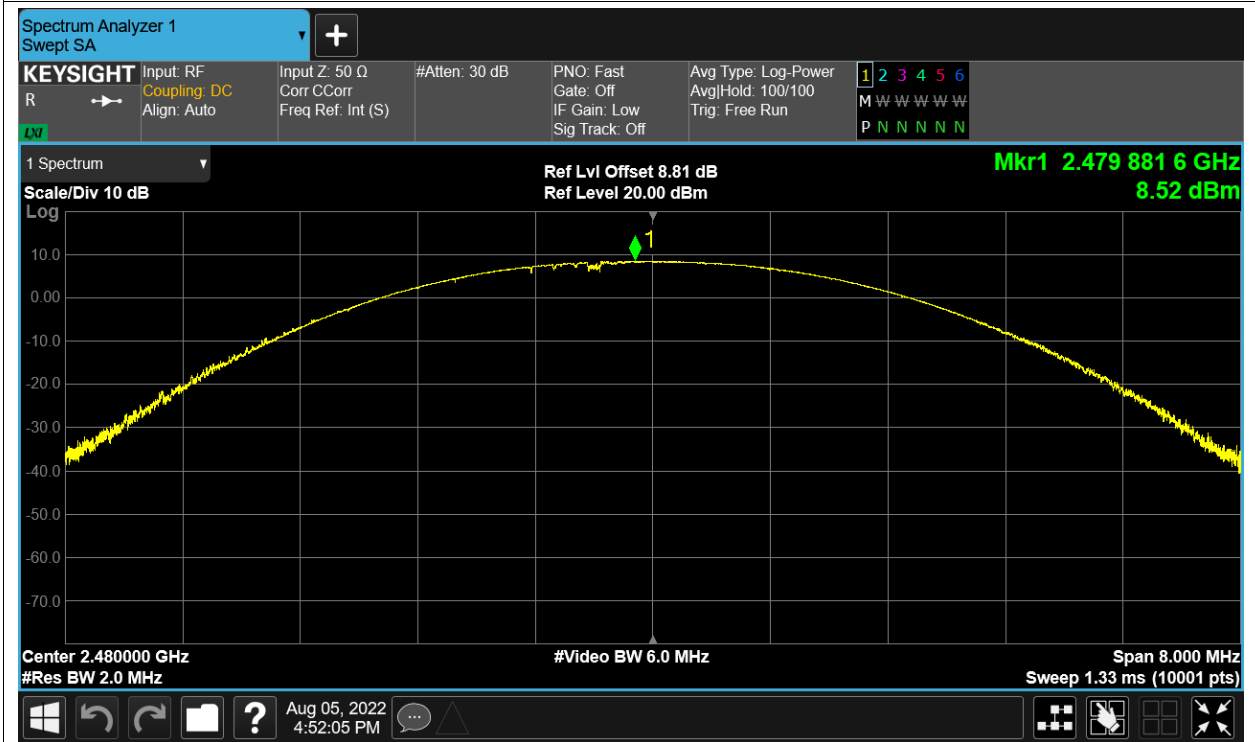 Spectrum Analyzer 1
Swept SA
KEYSIGHT Input: RF Input Z: 50 Ω #Atten: 30 dB PNO: Fast Avg Type: Log-Power 1 2 3 4 5 6
R Coupling: DC Corr CCorr Gate: Off Avg|Hold: 100/100 M W W W W W
Align: Auto Freq Ref: Int (S) IF Gain: Low Trig: Free Run
LXI Sig Track: Off P N N N N N
1 Spectrum Ref Lvl Offset 8.81 dB Mkr1 2.479 881 6 GHz
Scale/Div 10 dB Ref Level 20.00 dBm 8.52 dBm
Log
1
10.0
0.00
-10.0
-20.0
-30.0
-40.0
-50.0
-60.0
-70.0
Center 2.480000 GHz #Video BW 6.0 MHz Span 8.000 MHz
#Res BW 2.0 MHz Sweep 1.33 ms (10001 pts)
? Aug 05, 2022
4:52:05 PM